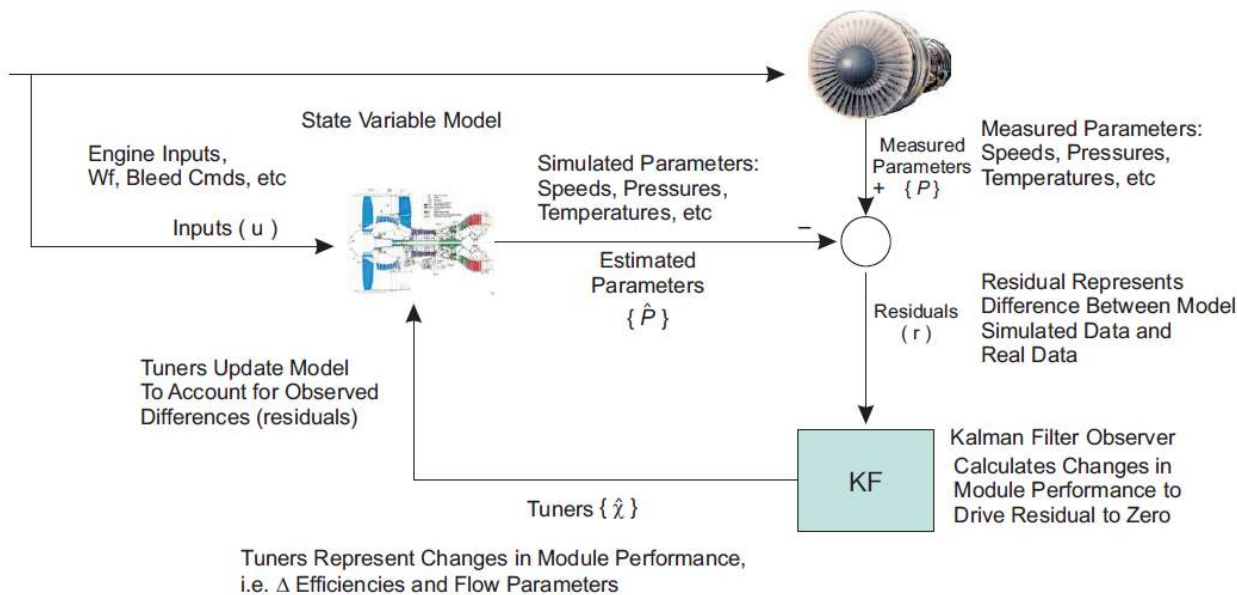 State Variable Model
Engine Inputs,
Wf, Bleed Cmds, etc
Inputs ( u )
Simulated Parameters:
Speeds, Pressures,
Temperatures, etc
Estimated
Parameters
{ P̂ }
Measured
Parameters
+ { P }
−
Measured Parameters:
Speeds, Pressures,
Temperatures, etc
Residuals
( r )
Residual Represents
Difference Between Model
Simulated Data and
Real Data
Tuners Update Model
To Account for Observed
Differences (residuals)
KF
Kalman Filter Observer
Calculates Changes in
Module Performance to
Drive Residual to Zero
Tuners { χ̂ }
Tuners Represent Changes in Module Performance,
i.e. Δ Efficiencies and Flow Parameters